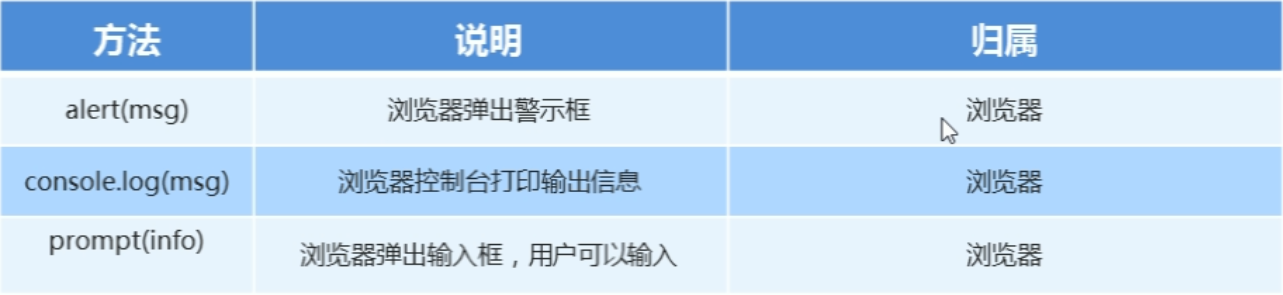 方法 说明 归属
alert(msg) 浏览器弹出警示框 浏览器
console.log(msg) 浏览器控制台打印输出信息 浏览器
prompt(info) 浏览器弹出输入框，用户可以输入 浏览器